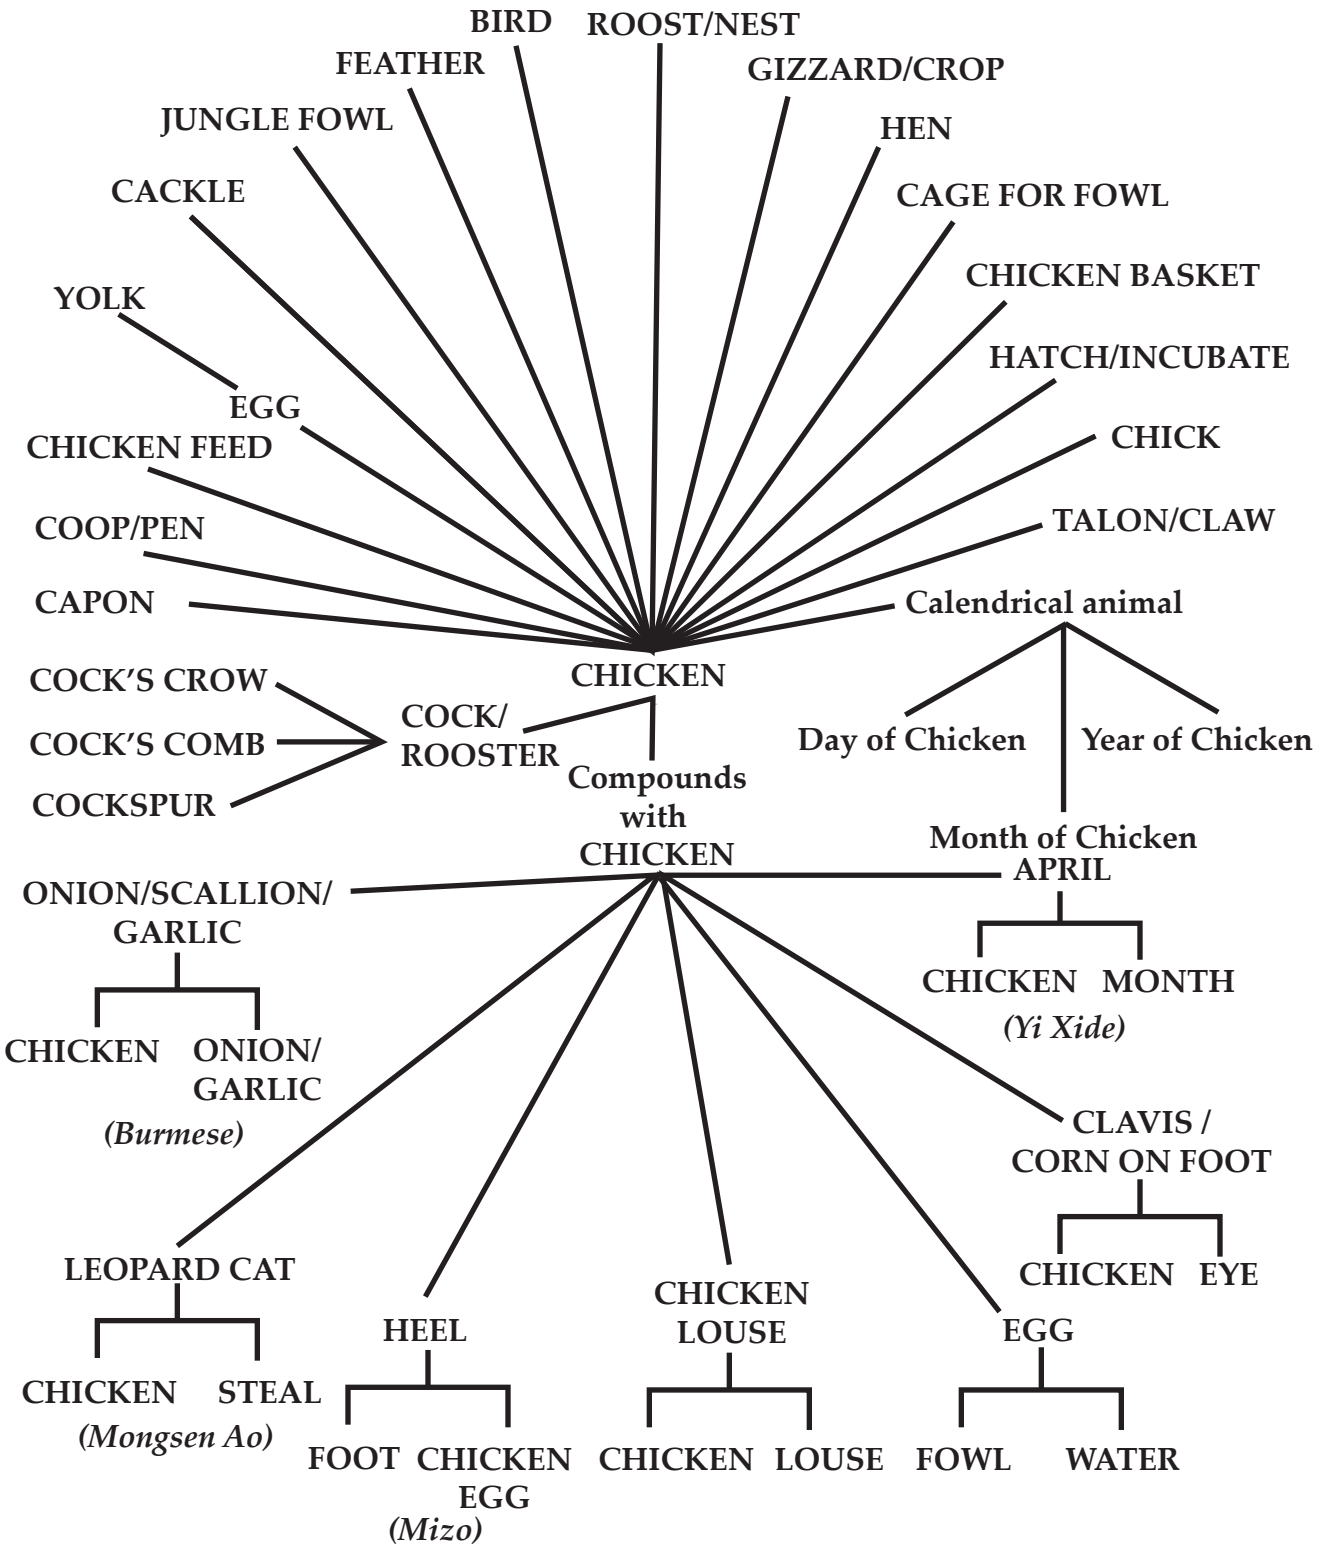 BIRD
ROOST/NEST
FEATHER
GIZZARD/CROP
JUNGLE FOWL
HEN
CACKLE
CAGE FOR FOWL
CHICKEN BASKET
YOLK
HATCH/INCUBATE
EGG
CHICKEN FEED
CHICK
COOP/PEN
TALON/CLAW
CAPON
Calendrical animal
CHICKEN
COCK'S CROW
COCK'S COMB
COCKSPUR
COCK/
ROOSTER
Day of Chicken
Year of Chicken
Compounds
with
CHICKEN
Month of Chicken
APRIL
CHICKEN
MONTH
(Yi Xide)
ONION/SCALLION/
GARLIC
CHICKEN
ONION/
GARLIC
(Burmese)
CLAVIS /
CORN ON FOOT
CHICKEN
EYE
LEOPARD CAT
CHICKEN
STEAL
(Mongsen Ao)
HEEL
FOOT
CHICKEN
EGG
(Mizo)
CHICKEN
LOUSE
CHICKEN
LOUSE
EGG
FOWL
WATER